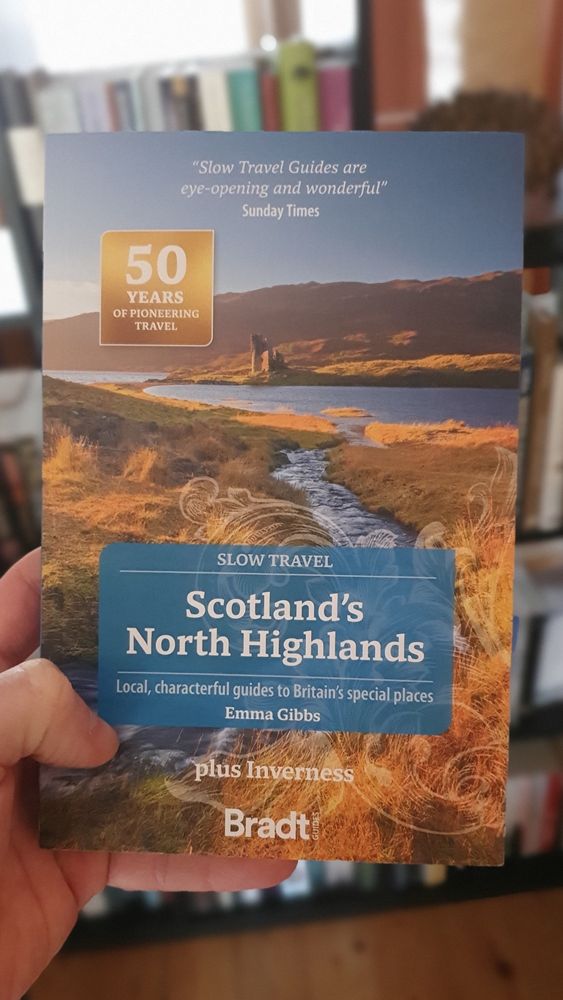 “Slow Travel Guides are
eye-opening and wonderful”
Sunday Times
50
YEARS
OF PIONEERING
TRAVEL
SLOW TRAVEL
Scotland's
North Highlands
Local, characterful guides to Britain's special places
Emma Gibbs
plus Inverness
Bradt GUIDES